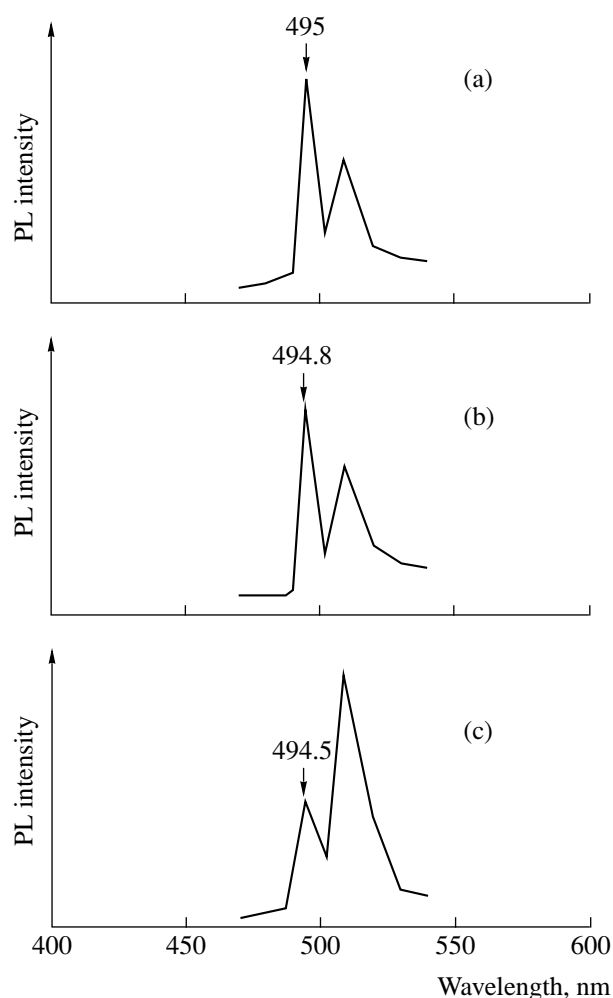 495
(a)
PL intensity
494.8
(b)
PL intensity
494.5
(c)
PL intensity
400 450 500 550 600
Wavelength, nm